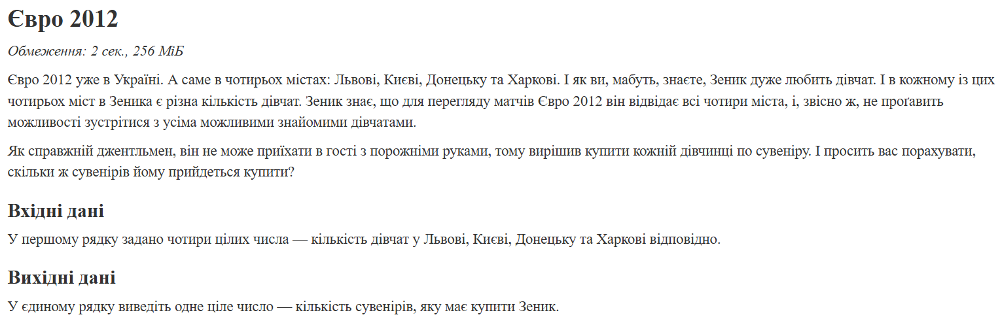 Євро 2012
Обмеження: 2 сек., 256 МіБ
Євро 2012 уже в Україні. А саме в чотирьох містах: Львові, Києві, Донецьку та Харкові. І як ви, мабуть, знаєте, Зеник дуже любить дівчат. І в кожному із цих
чотирьох міст в Зеника є різна кількість дівчат. Зеник знає, що для перегляду матчів Євро 2012 він відвідає всі чотири міста, і, звісно ж, не проґавить
можливості зустрітися з усіма можливими знайомими дівчатами.
Як справжній джентльмен, він не може приїхати в гості з порожніми руками, тому вирішив купити кожній дівчинці по сувеніру. І просить вас порахувати,
скільки ж сувенірів йому прийдеться купити?
Вхідні дані
У першому рядку задано чотири цілих числа — кількість дівчат у Львові, Києві, Донецьку та Харкові відповідно.
Вихідні дані
У єдиному рядку виведіть одне ціле число — кількість сувенірів, яку має купити Зеник.